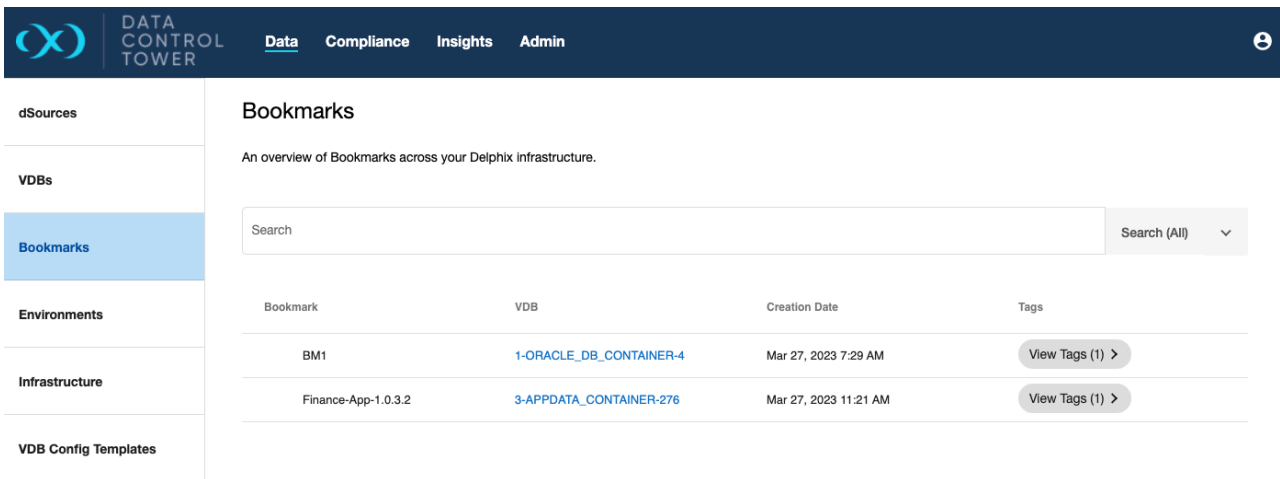 DATA
CONTROL
TOWER
Data Compliance Insights Admin
dSources
VDBs
Bookmarks
Environments
Infrastructure
VDB Config Templates
Bookmarks
An overview of Bookmarks across your Delphix infrastructure.
Search Search (All)
Bookmark VDB Creation Date Tags
BM1 1-ORACLE_DB_CONTAINER-4 Mar 27, 2023 7:29 AM View Tags (1)
Finance-App-1.0.3.2 3-APPDATA_CONTAINER-276 Mar 27, 2023 11:21 AM View Tags (1)